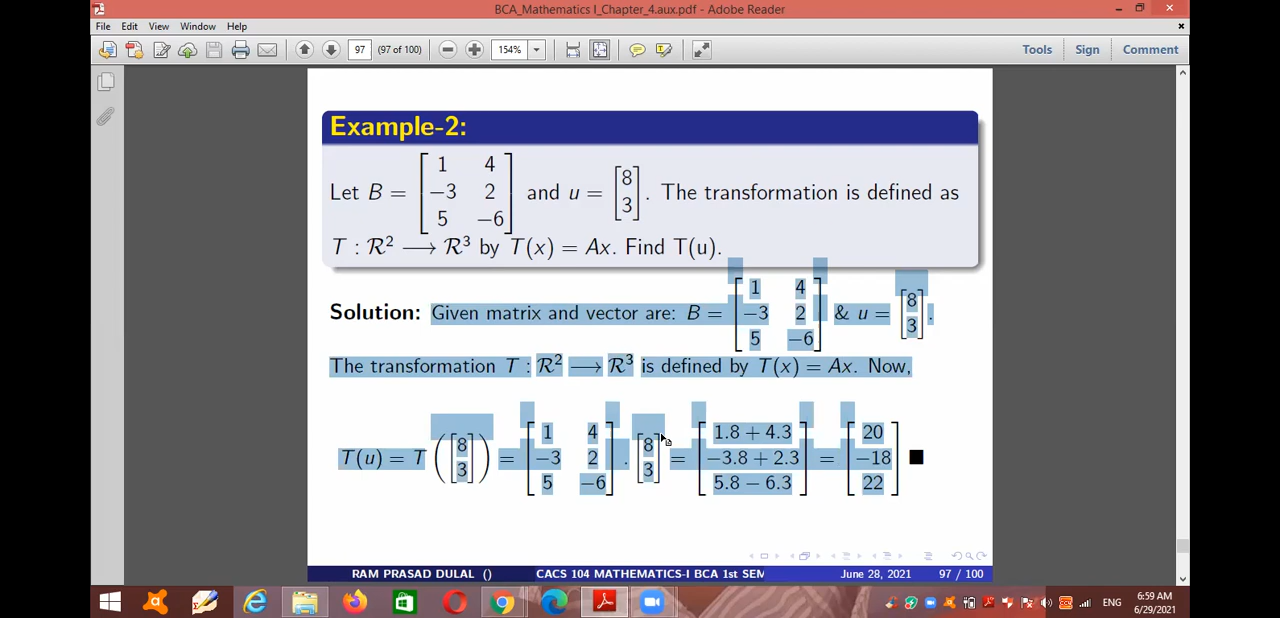 BCA_Mathematics I_Chapter_4.aux.pdf - Adobe Reader
File Edit View Window Help
97 (97 of 100) 154% Tools Sign Comment
Example-2:
Let B = [1 4; −3 2; 5 −6] and u = [8; 3]. The transformation is defined as
T : ℛ² ⟶ ℛ³ by T(x) = Ax. Find T(u).
Solution: Given matrix and vector are: B = [1 4; −3 2; 5 −6] & u = [8; 3].
The transformation T : ℛ² ⟶ ℛ³ is defined by T(x) = Ax. Now,
T(u) = T([8; 3]) = [1 4; −3 2; 5 −6] . [8; 3] = [1.8 + 4.3; −3.8 + 2.3; 5.8 − 6.3] = [20; −18; 22] ■
RAM PRASAD DULAL () CACS 104 MATHEMATICS-I BCA 1st SEM June 28, 2021 97 / 100
ENG 6:59 AM
6/29/2021